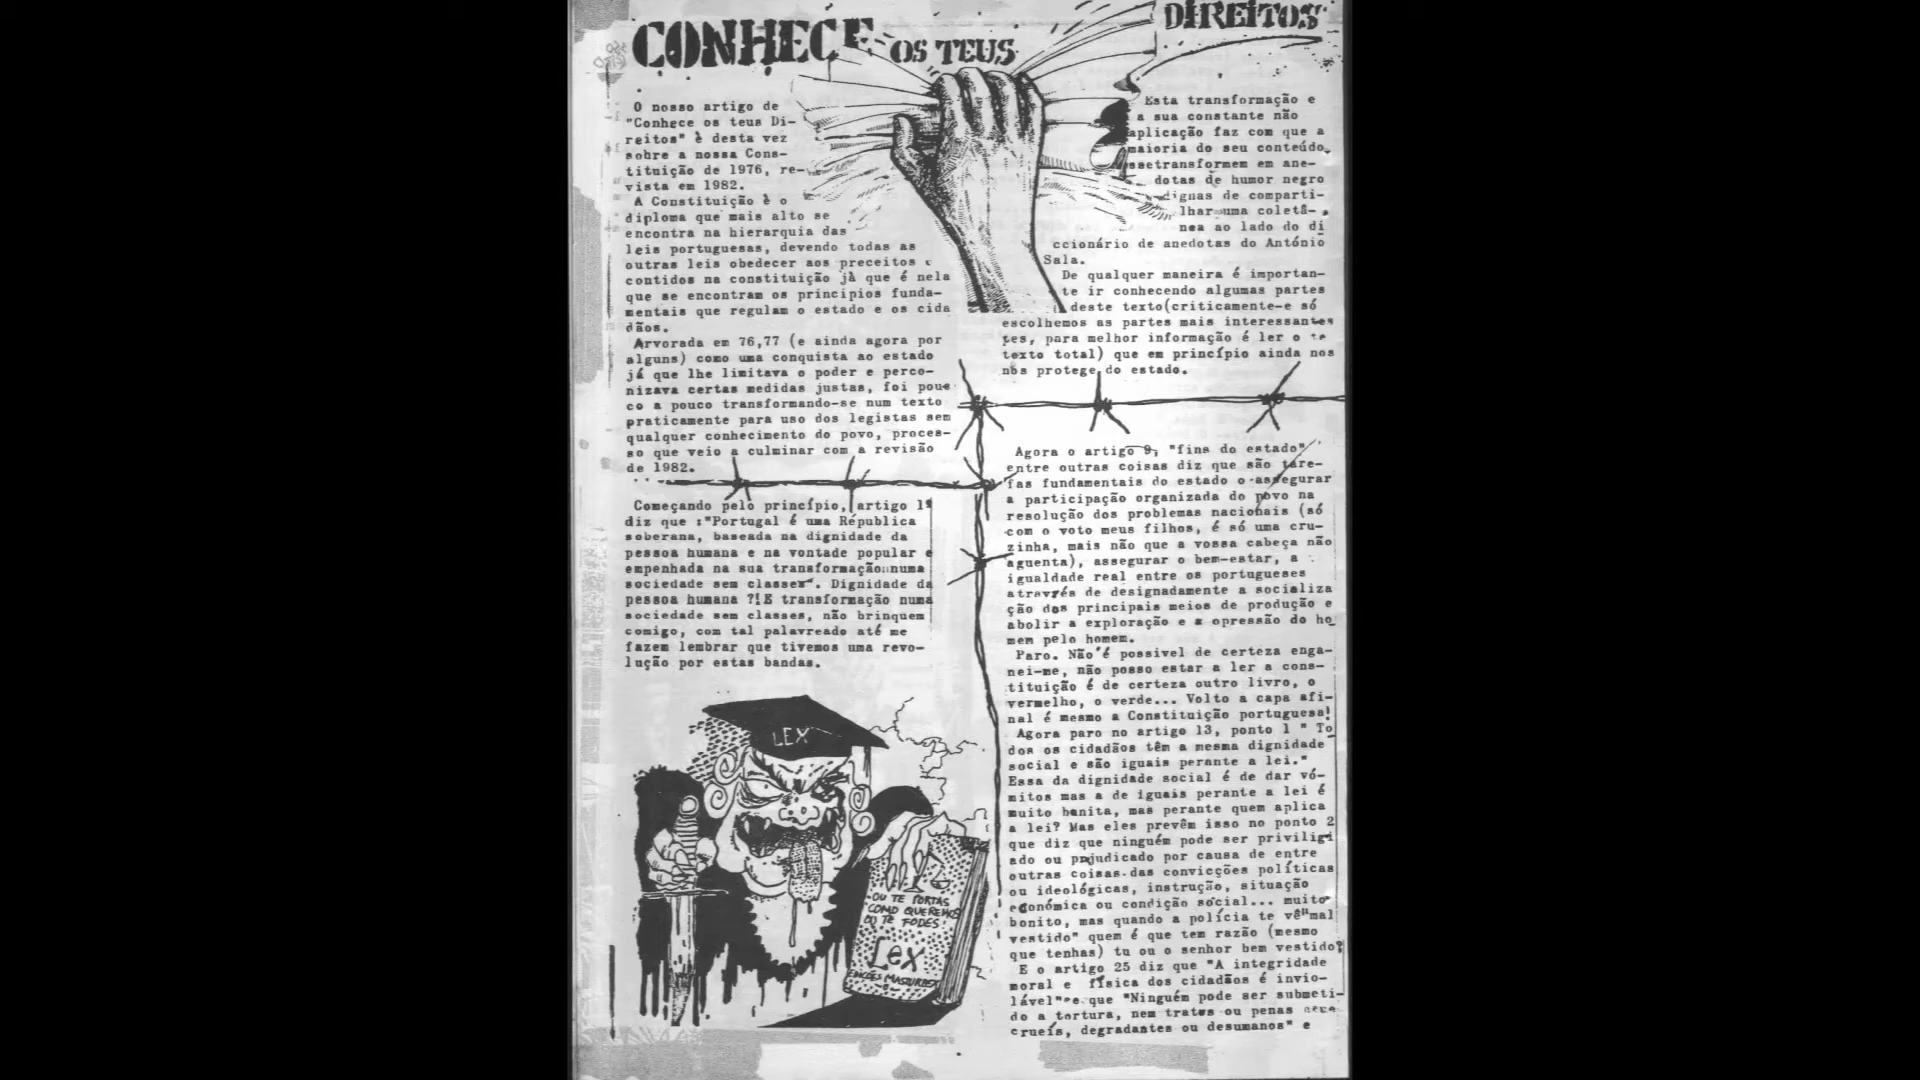 CONHECE OS TEUS DIREITOS
O nosso artigo de
"Conhece os teus Di-
reitos" è desta vez
sobre a nossa Cons-
tituição de 1976, re-
vista em 1982.
A Constituição è o
diploma que mais alto se
encontra na hierarquia das
leis portuguesas, devendo todas as
outras leis obedecer aos preceitos
contidos na constituição jà que é nela
que se encontram os principios funda-
mentais que regulam o estado e os cida
dãos.
Arvorada em 76,77 (e ainda agora por
alguns) como uma conquista ao estado
já que lhe limitava o poder e perco-
nizava certas medidas justas, foi pou-
co a pouco transformando-se num texto
praticamente para uso dos legistas sem
qualquer conhecimento do povo, proces-
so que veio a culminar com a revisão
de 1982.
Começando pelo princípio, artigo 1º
diz que :"Portugal é uma Républica
soberana, baseada na dignidade da
pessoa humana e na vontade popular e
empenhada na sua transformação numa
sociedade sem classes". Dignidade da
pessoa humana ?!E transformação numa
sociedade sem classes, não brinquem
comigo, com tal palavreado até me
fazem lembrar que tivemos uma revo-
lução por estas bandas.
LEX
OU TE PORTAS
COMO QUEREMOS
OU TE FODES!
Lex
Esta transformação e
a sua constante não
aplicação faz com que a
maioria do seu conteúdo
se transformem em ane-
dotas de humor negro
dignas de comparti-
lhar uma coletâ-
nea ao lado do di
ccionário de anedotas do António
Sala.
De qualquer maneira é importan-
te ir conhecendo algumas partes
deste texto(criticamente-e só
escolhemos as partes mais interessantes
tes, para melhor informação é ler o te
texto total) que em princípio ainda nos
nos protege do estado.
Agora o artigo 9, "fins do estado"
entre outras coisas diz que são tare-
fas fundamentais do estado o assegurar
a participação organizada do povo na
resolução dos problemas nacionais (só
com o voto meus filhos, é só uma cru-
zinha, mais não que a vossa cabeça não
aguenta), assegurar o bem-estar, a
igualdade real entre os portugueses
através de designadamente a socializa
ção dos principais meios de produção e
abolir a exploração e a opressão do ho
mem pelo homem.
Paro. Não é possivel de certeza enga-
nei-me, não posso estar a ler a cons-
tituição é de certeza outro livro, o
vermelho, o verde... Volto a capa afi-
nal é mesmo a Constituição portuguesa!
Agora paro no artigo 13, ponto 1 " To
dos os cidadãos têm a mesma dignidade
social e são iguais perante a lei."
Essa da dignidade social é de dar vó-
mitos mas a de iguais perante a lei é
muito bonita, mas perante quem aplica
a lei? Mas eles prevêm isso no ponto 2
que diz que ninguém pode ser priviligi
ado ou prejudicado por causa de entre
outras coisas das convicções políticas
ou ideológicas, instrução, situação
económica ou condição social... muito
bonito, mas quando a polícia te vê"mal
vestido" quem é que tem razão (mesmo
que tenhas) tu ou o senhor bem vestido?
E o artigo 25 diz que "A integridade
moral e física dos cidadãos é invio-
lável" e que "Ninguém pode ser submeti-
do a tortura, nem tratos ou penas
crueis, degradantes ou desumanos" e